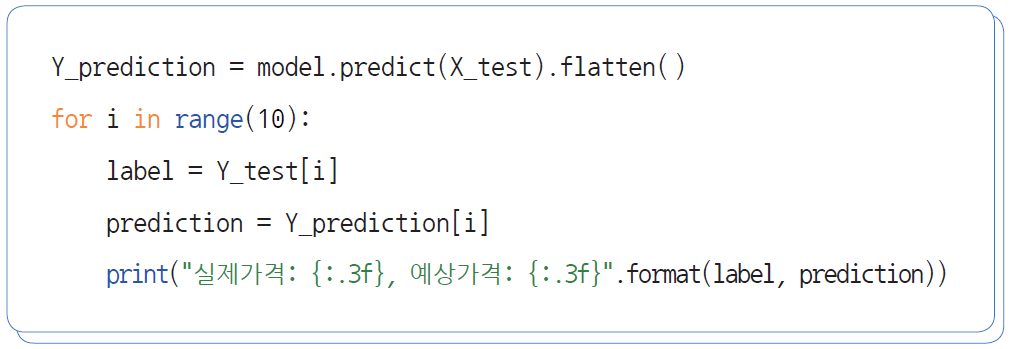 Y_prediction = model.predict(X_test).flatten()
for i in range(10):
    label = Y_test[i]
    prediction = Y_prediction[i]
    print("실제가격: {:.3f}, 예상가격: {:.3f}".format(label, prediction))